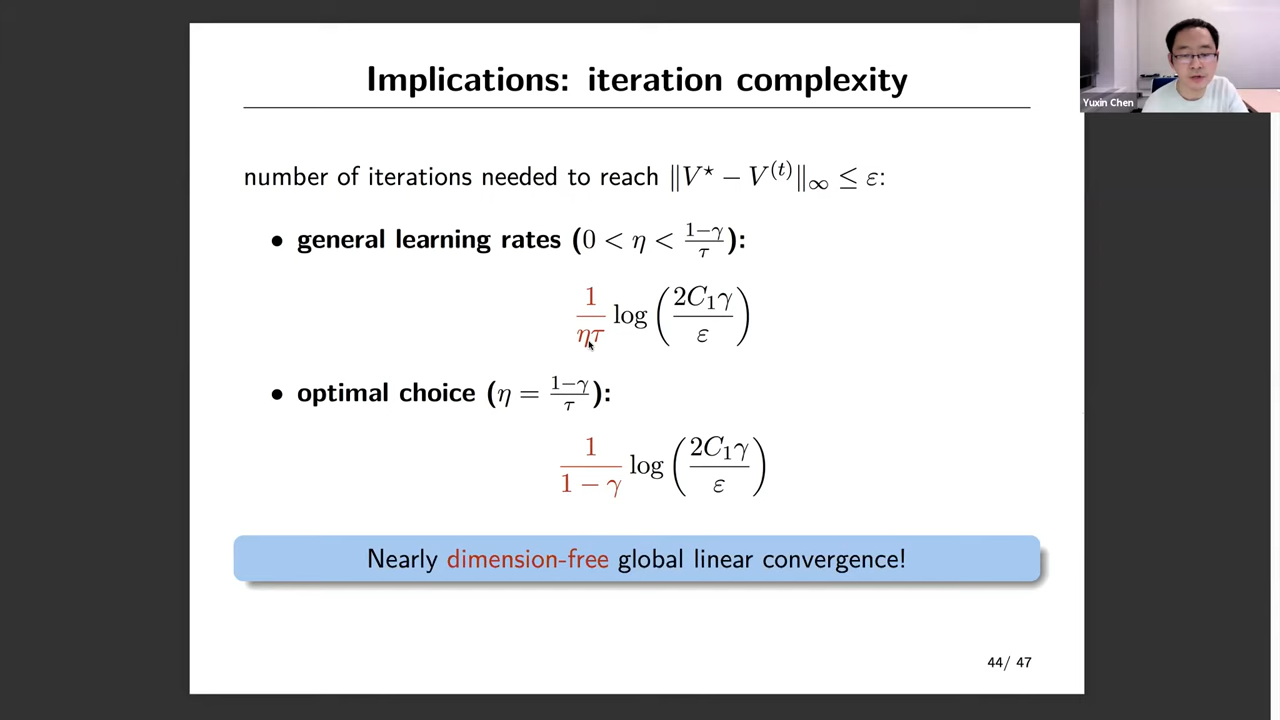 Implications: iteration complexity
Yuxin Chen
number of iterations needed to reach ‖V⋆ − V⁽ᵗ⁾‖∞ ≤ ε:
• general learning rates (0 < η < (1−γ)/τ):
1/(ητ) log (2C₁γ/ε)
• optimal choice (η = (1−γ)/τ):
1/(1 − γ) log (2C₁γ/ε)
Nearly dimension-free global linear convergence!
44/ 47